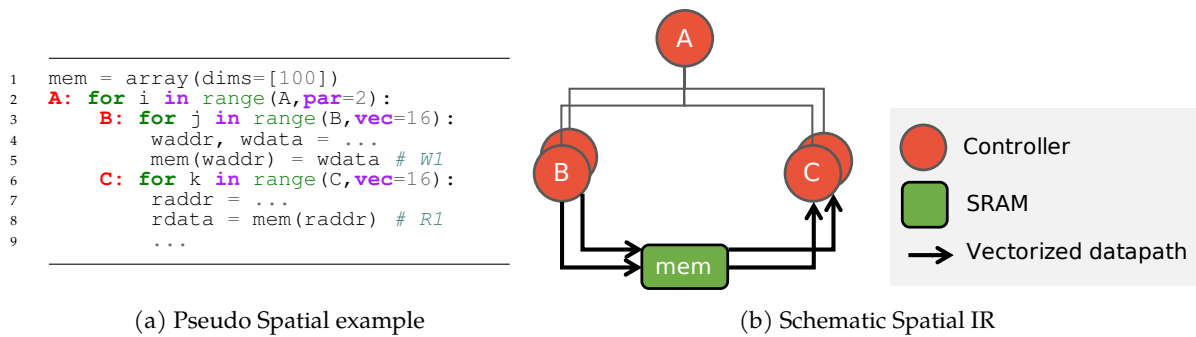 1 mem = array(dims=[100])
2 A: for i in range(A,par=2):
3     B: for j in range(B,vec=16):
4         waddr, wdata = ...
5         mem(waddr) = wdata # W1
6     C: for k in range(C,vec=16):
7         raddr = ...
8         rdata = mem(raddr) # R1
9         ...
(a) Pseudo Spatial example
A
B
C
mem
Controller
SRAM
Vectorized datapath
(b) Schematic Spatial IR